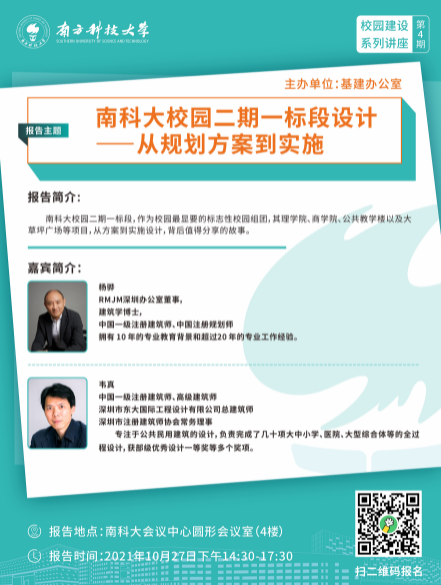 南方科技大学
SOUTHERN UNIVERSITY OF SCIENCE AND TECHNOLOGY
校园建设
系列讲座
第4期
主办单位:基建办公室
报告主题
南科大校园二期一标段设计
——从规划方案到实施
报告简介:
南科大校园二期一标段,作为校园最显要的标志性校园组团,其理学院、商学院、公共教学楼以及大
草坪广场等项目,从方案到实施设计,背后值得分享的故事。
嘉宾简介:
杨骅
RMJM深圳办公室董事,
建筑学博士,
中国一级注册建筑师、中国注册规划师
拥有 10 年的专业教育背景和超过20 年的专业工作经验。
韦真
中国一级注册建筑师、高级建筑师
深圳市东大国际工程设计有限公司总建筑师
深圳市注册建筑师协会常务理事
专注于公共民用建筑的设计,负责完成了几十项大中小学、医院、大型综合体等的全过
程设计,获部级优秀设计一等奖等多个奖项。
报告地点:南科大会议中心圆形会议室(4楼)
报告时间:2021年10月27日下午14:30-17:30
扫二维码报名